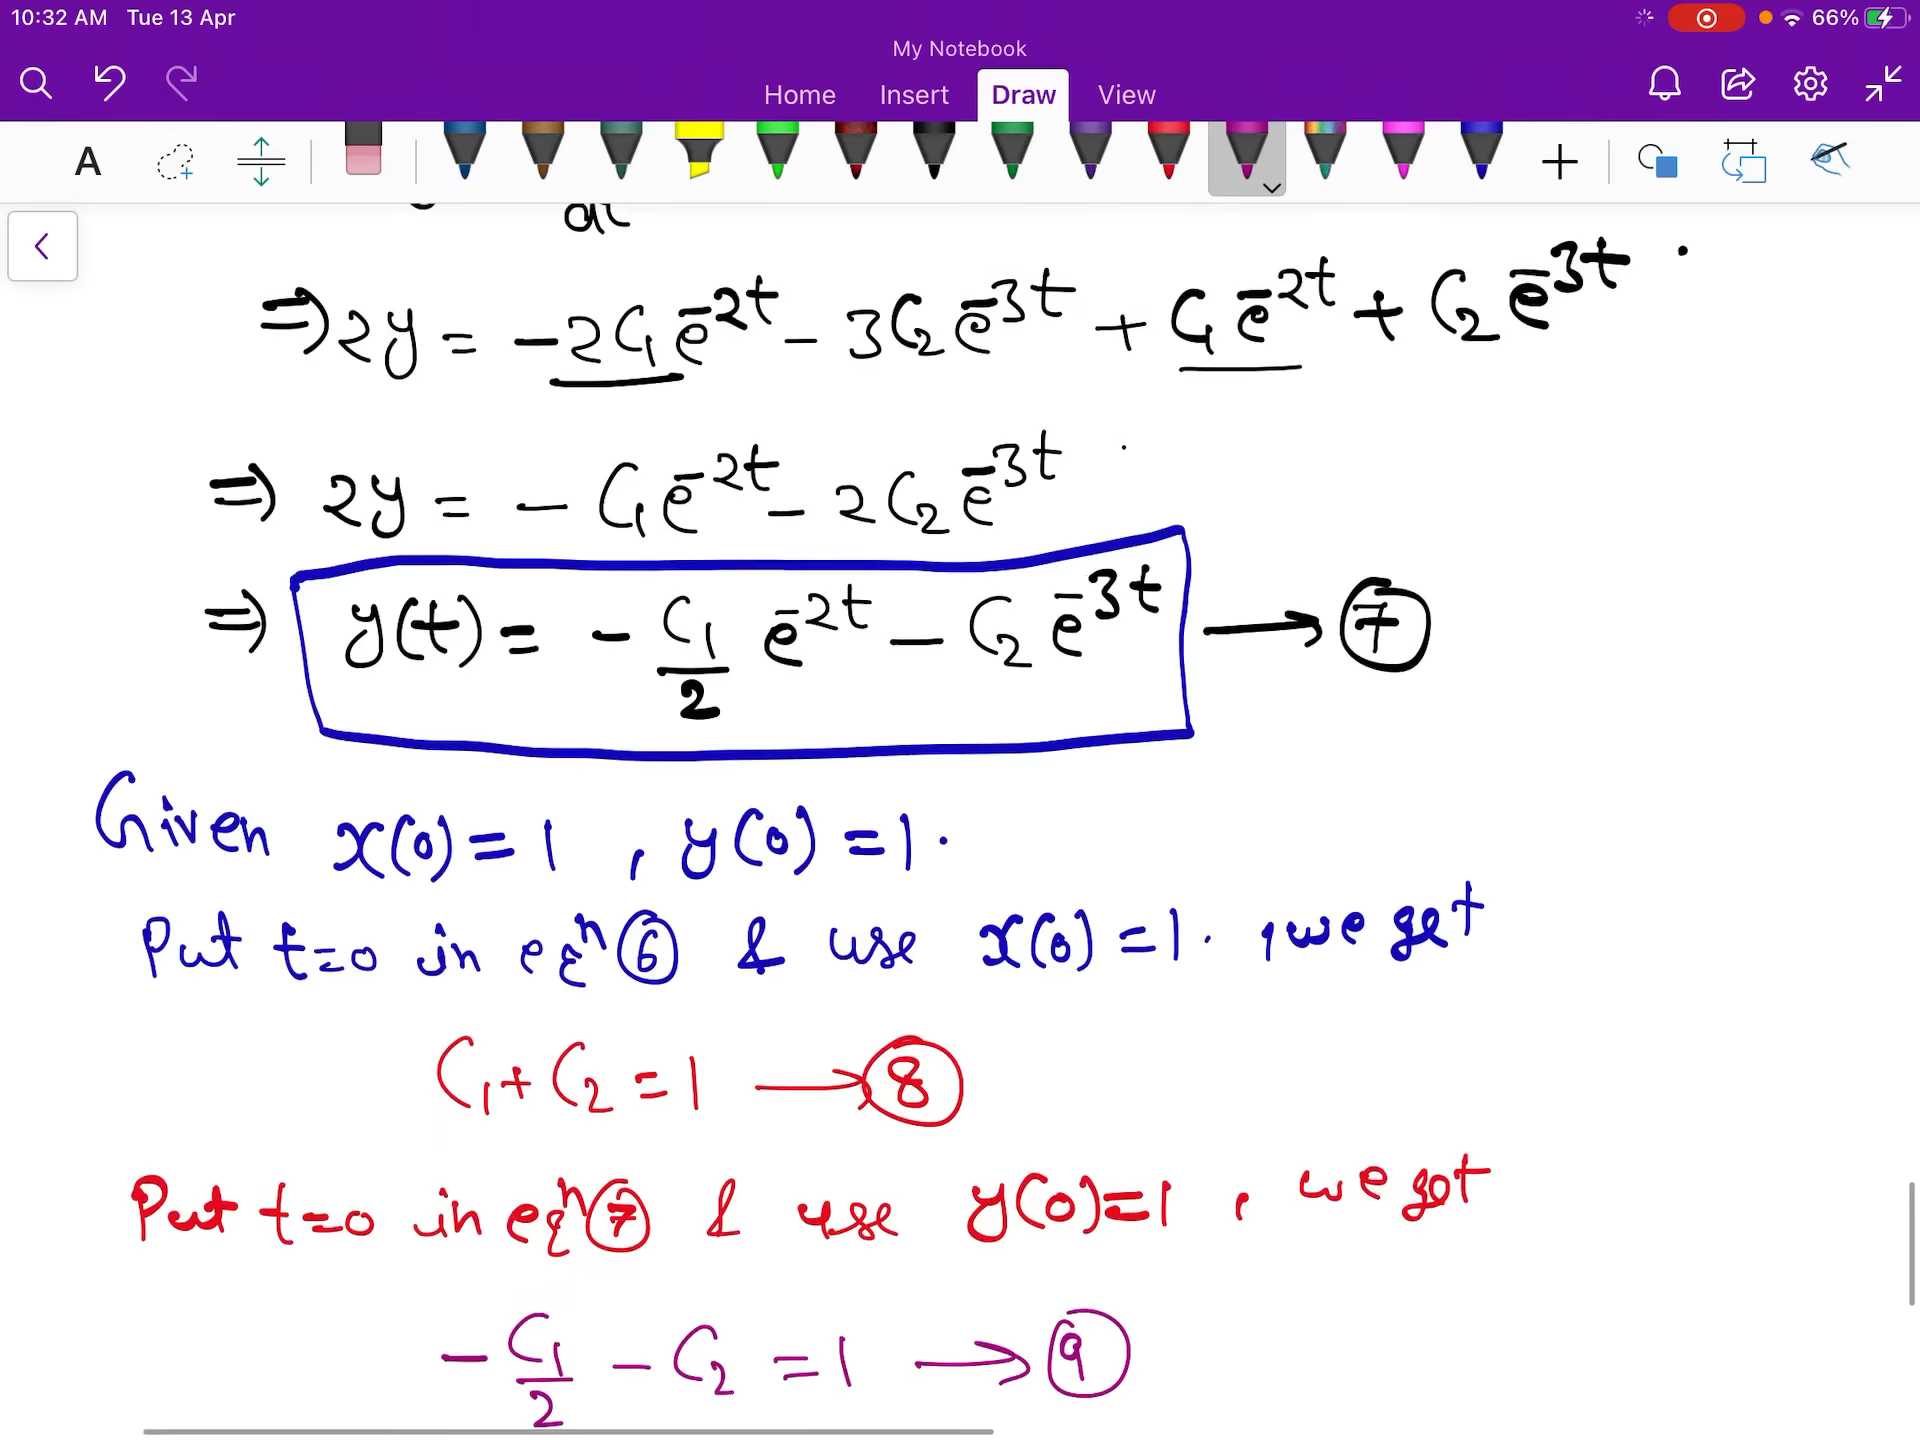 10:32 AM Tue 13 Apr
66%
My Notebook
Home Insert Draw View
A
⇒ 2y = -2C₁e^-2t - 3C₂e^-3t + C₁e^-2t + C₂e^-3t .
⇒ 2y = - C₁e^-2t - 2C₂e^-3t
⇒ y(t) = - C₁/2 e^-2t - C₂ e^-3t → 7
Given x(0)=1 , y(0)=1.
Put t=0 in eqⁿ 6 & use x(0)=1. , we get
C₁ + C₂ = 1 → 8
Put t=0 in eqⁿ 7 & use y(0)=1 , we get
- C₁/2 - C₂ = 1 → 9